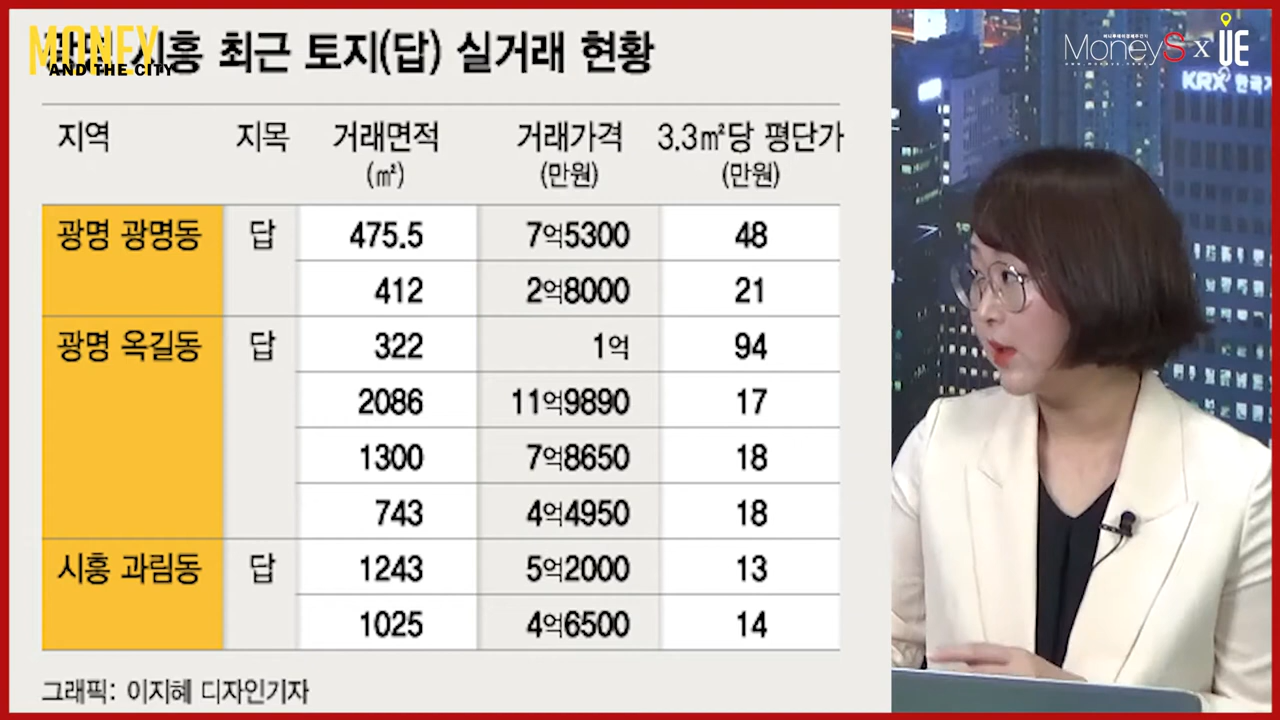 MONEY
AND THE CITY
광명 시흥 최근 토지(답) 실거래 현황
MoneyS x UE
KRX 한국거
지역 지목 거래면적 거래가격 3.3㎡당 평단가
(㎡) (만원) (만원)
광명 광명동 답 475.5 7억5300 48
412 2억8000 21
광명 옥길동 답 322 1억 94
2086 11억9890 17
1300 7억8650 18
743 4억4950 18
시흥 과림동 답 1243 5억2000 13
1025 4억6500 14
그래픽: 이지혜 디자인기자